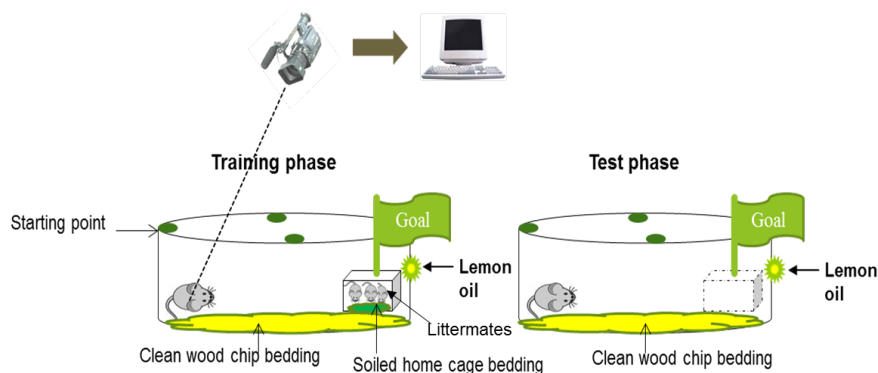 Training phase
Test phase
Starting point
Goal
Goal
Lemon
oil
Lemon
oil
Littermates
Clean wood chip bedding
Soiled home cage bedding
Clean wood chip bedding